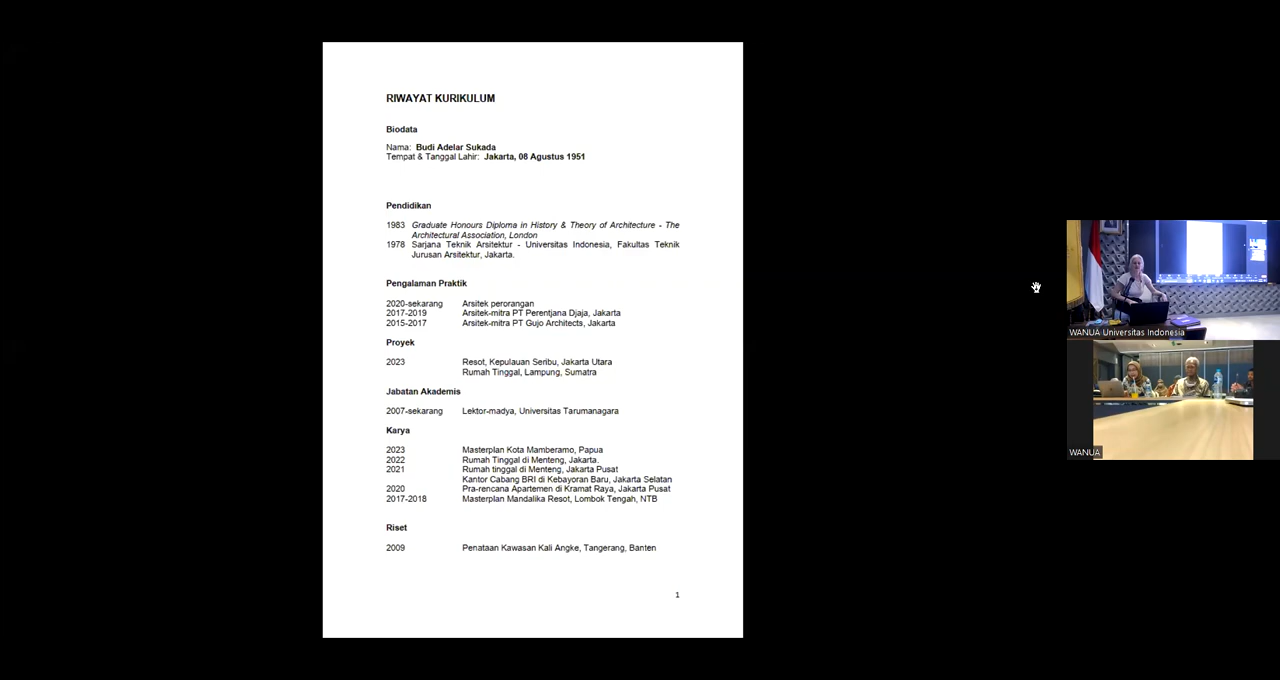 RIWAYAT KURIKULUM
Biodata
Nama: Budi Adelar Sukada
Tempat & Tanggal Lahir: Jakarta, 08 Agustus 1951
Pendidikan
1983 Graduate Honours Diploma in History & Theory of Architecture - The
Architectural Association, London
1978 Sarjana Teknik Arsitektur - Universitas Indonesia, Fakultas Teknik
Jurusan Arsitektur, Jakarta.
Pengalaman Praktik
2020-sekarang Arsitek perorangan
2017-2019 Arsitek-mitra PT Perentjana Djaja, Jakarta
2015-2017 Arsitek-mitra PT Gujo Architects, Jakarta
Proyek
2023 Resot, Kepulauan Seribu, Jakarta Utara
Rumah Tinggal, Lampung, Sumatra
Jabatan Akademis
2007-sekarang Lektor-madya, Universitas Tarumanagara
Karya
2023 Masterplan Kota Mamberamo, Papua
2022 Rumah Tinggal di Menteng, Jakarta.
2021 Rumah tinggal di Menteng, Jakarta Pusat
Kantor Cabang BRI di Kebayoran Baru, Jakarta Selatan
2020 Pra-rencana Apartemen di Kramat Raya, Jakarta Pusat
2017-2018 Masterplan Mandalika Resot, Lombok Tengah, NTB
Riset
2009 Penataan Kawasan Kali Angke, Tangerang, Banten
1
WANUA Universitas Indonesia
WANUA